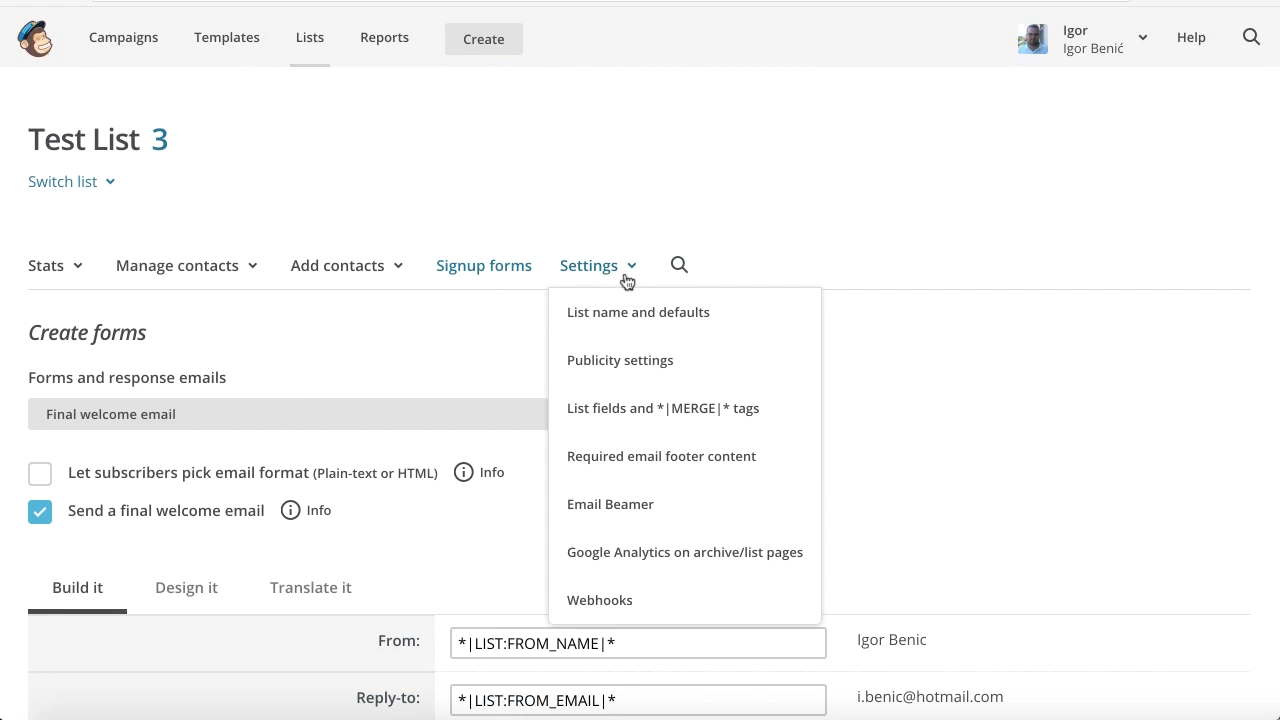 Campaigns Templates Lists Reports Create Igor Help
Igor Benić
Test List 3
Switch list
Stats Manage contacts Add contacts Signup forms Settings
List name and defaults
Publicity settings
List fields and *|MERGE|* tags
Required email footer content
Email Beamer
Google Analytics on archive/list pages
Webhooks
Create forms
Forms and response emails
Final welcome email
Let subscribers pick email format (Plain-text or HTML) Info
Send a final welcome email Info
Build it Design it Translate it
From: *|LIST:FROM_NAME|* Igor Benic
Reply-to: *|LIST:FROM_EMAIL|* i.benic@hotmail.com